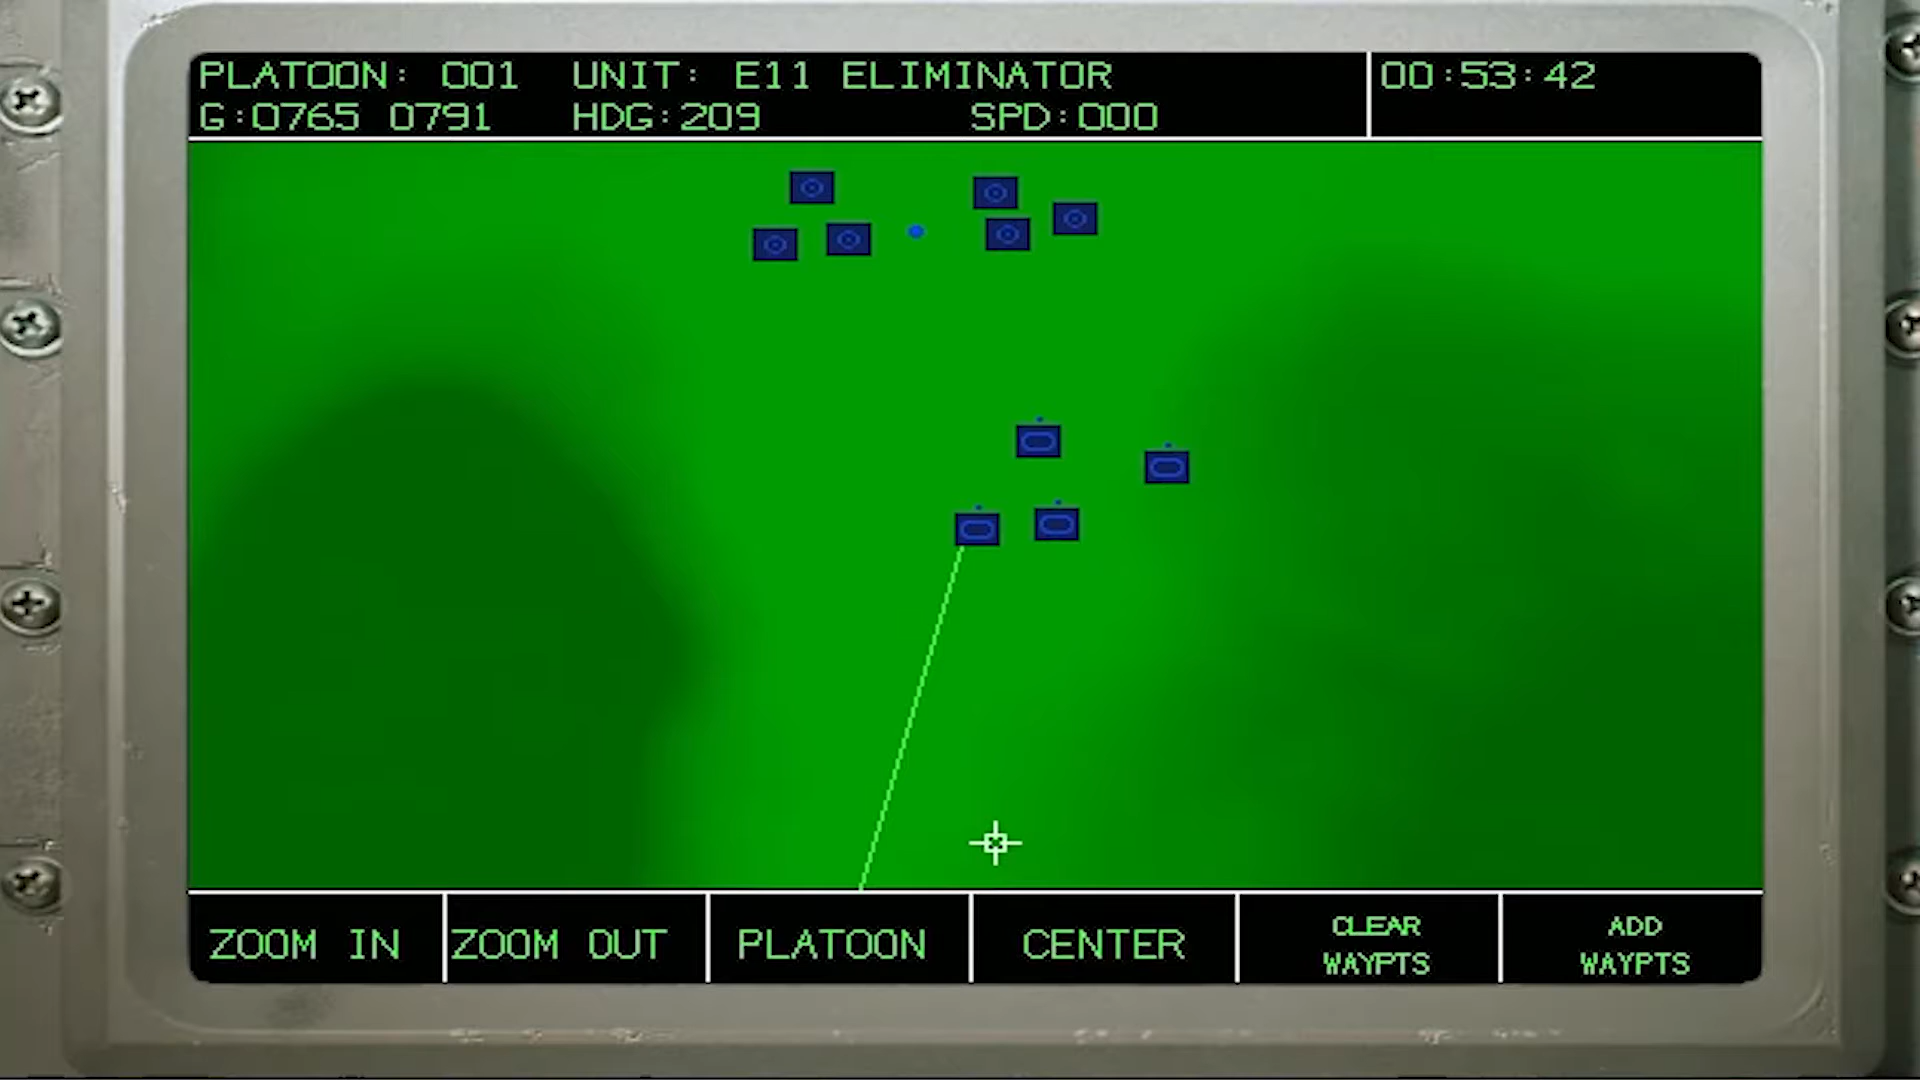 PLATOON: 001 UNIT: E11 ELIMINATOR 00:53:42
G:0765 0791 HDG:209 SPD:000
ZOOM IN
ZOOM OUT
PLATOON
CENTER
CLEAR
WAYPTS
ADD
WAYPTS